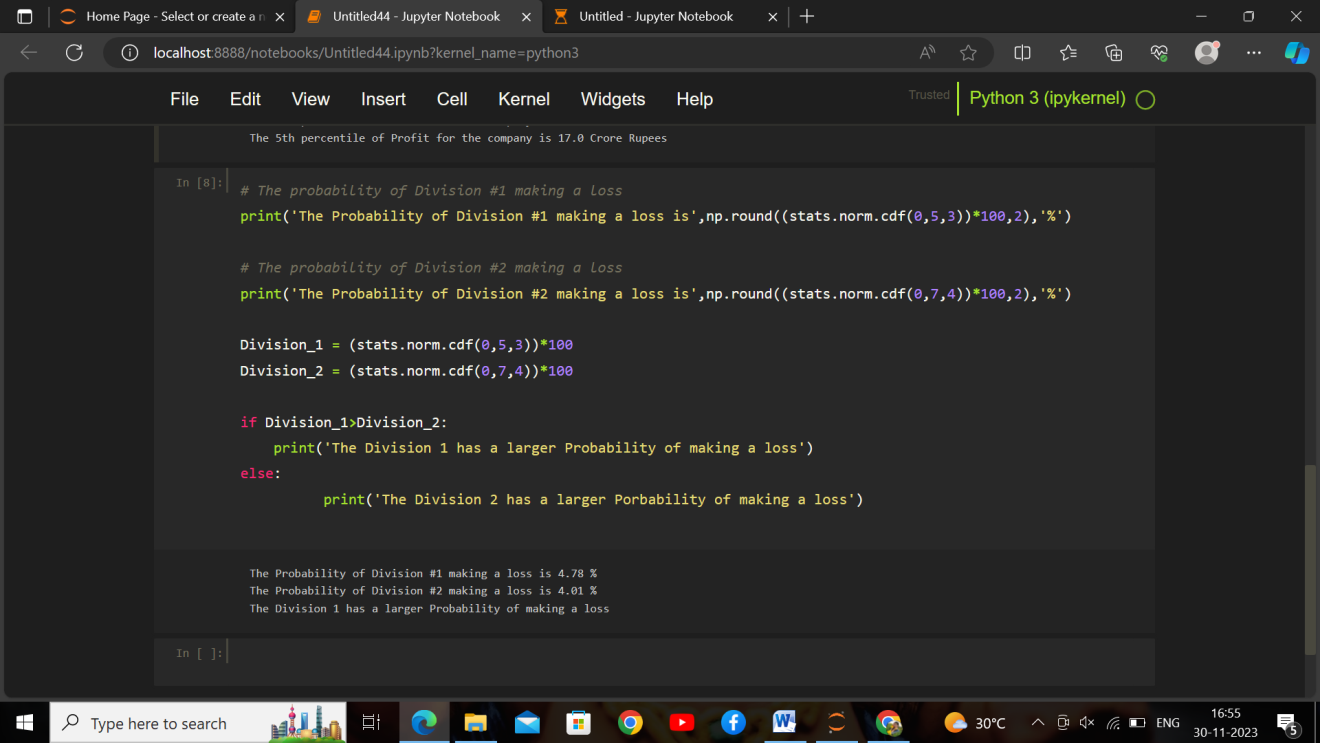 Home Page - Select or create a n
Untitled44 - Jupyter Notebook
Untitled - Jupyter Notebook
localhost:8888/notebooks/Untitled44.ipynb?kernel_name=python3
File Edit View Insert Cell Kernel Widgets Help
Trusted
Python 3 (ipykernel)
The 5th percentile of Profit for the company is 17.0 Crore Rupees
In [8]:
# The probability of Division #1 making a loss
print('The Probability of Division #1 making a loss is',np.round((stats.norm.cdf(0,5,3))*100,2),'%')
# The probability of Division #2 making a loss
print('The Probability of Division #2 making a loss is',np.round((stats.norm.cdf(0,7,4))*100,2),'%')
Division_1 = (stats.norm.cdf(0,5,3))*100
Division_2 = (stats.norm.cdf(0,7,4))*100
if Division_1>Division_2:
    print('The Division 1 has a larger Probability of making a loss')
else:
        print('The Division 2 has a larger Porbability of making a loss')
The Probability of Division #1 making a loss is 4.78 %
The Probability of Division #2 making a loss is 4.01 %
The Division 1 has a larger Probability of making a loss
In [ ]:
Type here to search
30°C
ENG
16:55
30-11-2023
5